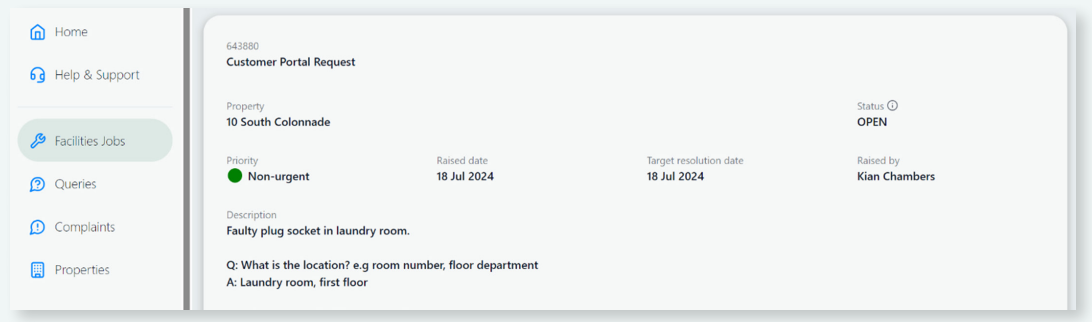 Home
Help & Support
Facilities Jobs
Queries
Complaints
Properties
643880
Customer Portal Request
Property
10 South Colonnade
Status
OPEN
Priority
Non-urgent
Raised date
18 Jul 2024
Target resolution date
18 Jul 2024
Raised by
Kian Chambers
Description
Faulty plug socket in laundry room.
Q: What is the location? e.g room number, floor department
A: Laundry room, first floor